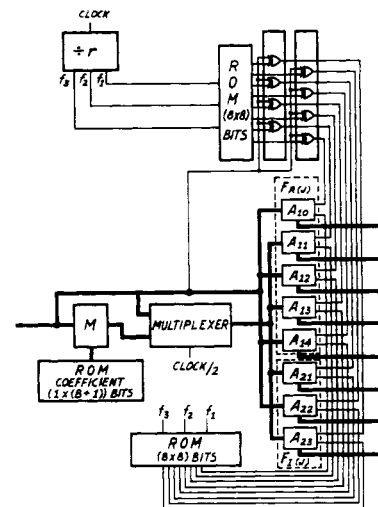 CLOCK
÷ r
f3 f2 f1
R
O
M
(8x8)
BITS
FR(J)
A10
A11
A12
A13
A14
A21
A22
A23
FI(J)
M
MULTIPLEXER
CLOCK/2
ROM
COEFFICIENT
(1 x (B+1)) BITS
f3 f2 f1
ROM
(8x8) BITS